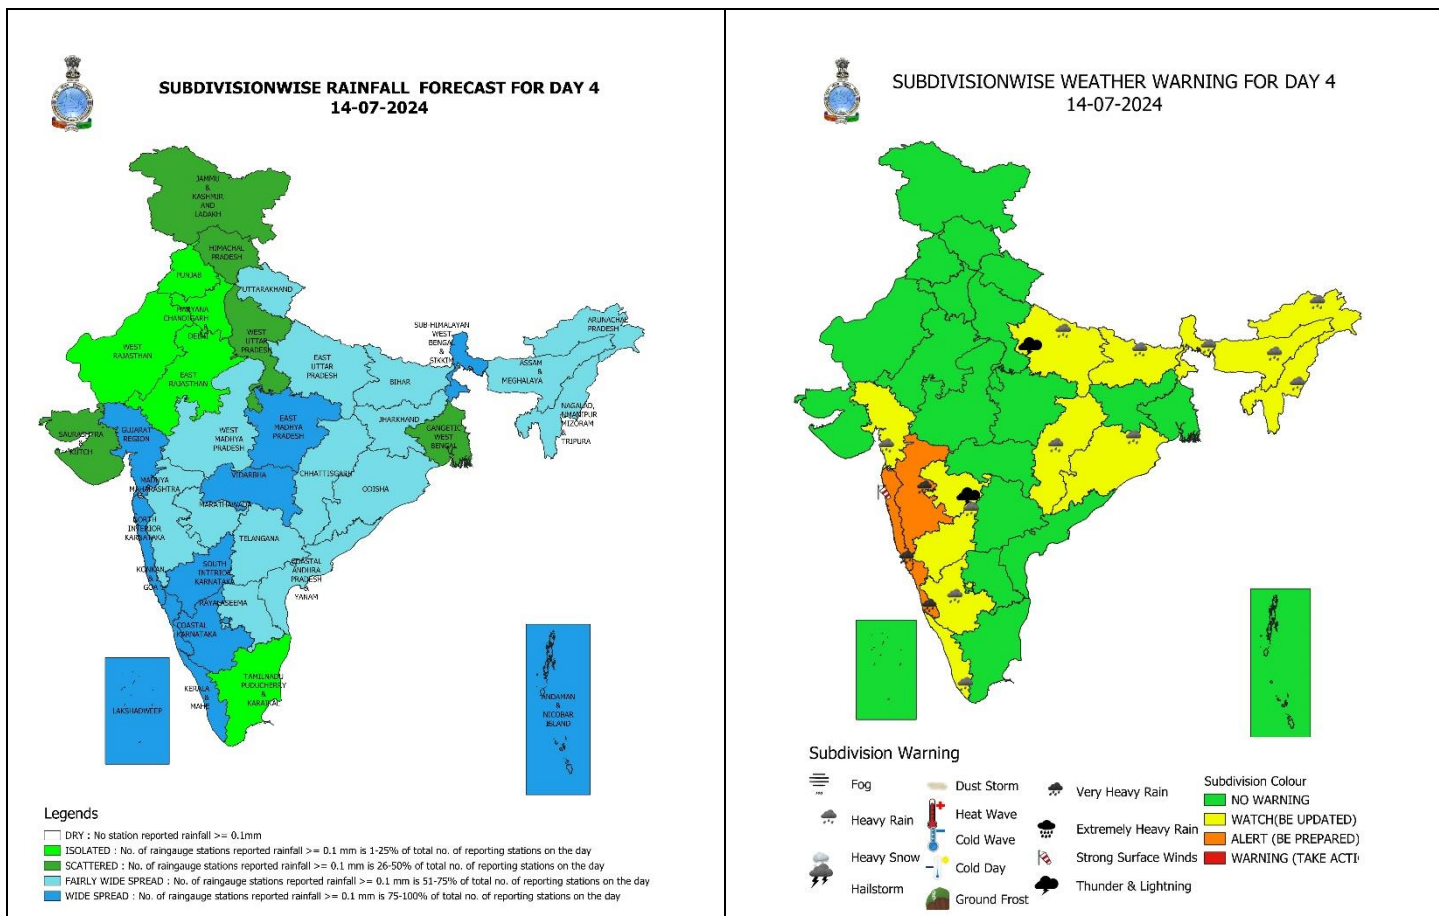 SUBDIVISIONWISE RAINFALL FORECAST FOR DAY 4
14-07-2024
JAMMU
&
KASHMIR
AND
LADAKH
HIMACHAL
PRADESH
PUNJAB
UTTARAKHAND
HARYANA
CHANDIGARH
&
DELHI
WEST
UTTAR
PRADESH
WEST
RAJASTHAN
EAST
RAJASTHAN
EAST
UTTAR
PRADESH
SUB-HIMALAYAN
WEST
BENGAL
&
SIKKIM
ARUNACHAL
PRADESH
ASSAM
&
MEGHALAYA
BIHAR
NAGALAD,
MANIPUR
MIZORAM
&
TRIPURA
JHARKHAND
GANGETIC
WEST
BENGAL
SAURASHTRA
&
KUTCH
GUJARAT
REGION
WEST
MADHYA
PRADESH
EAST
MADHYA
PRADESH
VIDARBHA
CHHATTISGARH
ODISHA
MADHYA
MAHARASHTRA
MARATHAWADA
NORTH
INTERIOR
KARNATAKA
TELANGANA
KONKAN
&
GOA
SOUTH
INTERIOR
KARNATAKA
COASTAL
ANDHRA
PRADESH
&
YANAM
RAYALASEEMA
COASTAL
KARNATAKA
TAMILNADU
PUDUCHERRY
&
KARAIKAL
KERALA
&
MAHE
LAKSHADWEEP
ANDAMAN
&
NICOBAR
ISLAND
Legends
DRY : No station reported rainfall >= 0.1mm
ISOLATED : No. of raingauge stations reported rainfall >= 0.1 mm is 1-25% of total no. of reporting stations on the day
SCATTERED : No. of raingauge stations reported rainfall >= 0.1 mm is 26-50% of total no. of reporting stations on the day
FAIRLY WIDE SPREAD : No. of raingauge stations reported rainfall >= 0.1 mm is 51-75% of total no. of reporting stations on the day
WIDE SPREAD : No. of raingauge stations reported rainfall >= 0.1 mm is 75-100% of total no. of reporting stations on the day
SUBDIVISIONWISE WEATHER WARNING FOR DAY 4
14-07-2024
Subdivision Warning
Fog
Heavy Rain
Heavy Snow
Hailstorm
Dust Storm
Heat Wave
Cold Wave
Cold Day
Ground Frost
Very Heavy Rain
Extremely Heavy Rain
Strong Surface Winds
Thunder & Lightning
Subdivision Colour
NO WARNING
WATCH(BE UPDATED)
ALERT (BE PREPARED)
WARNING (TAKE ACTI